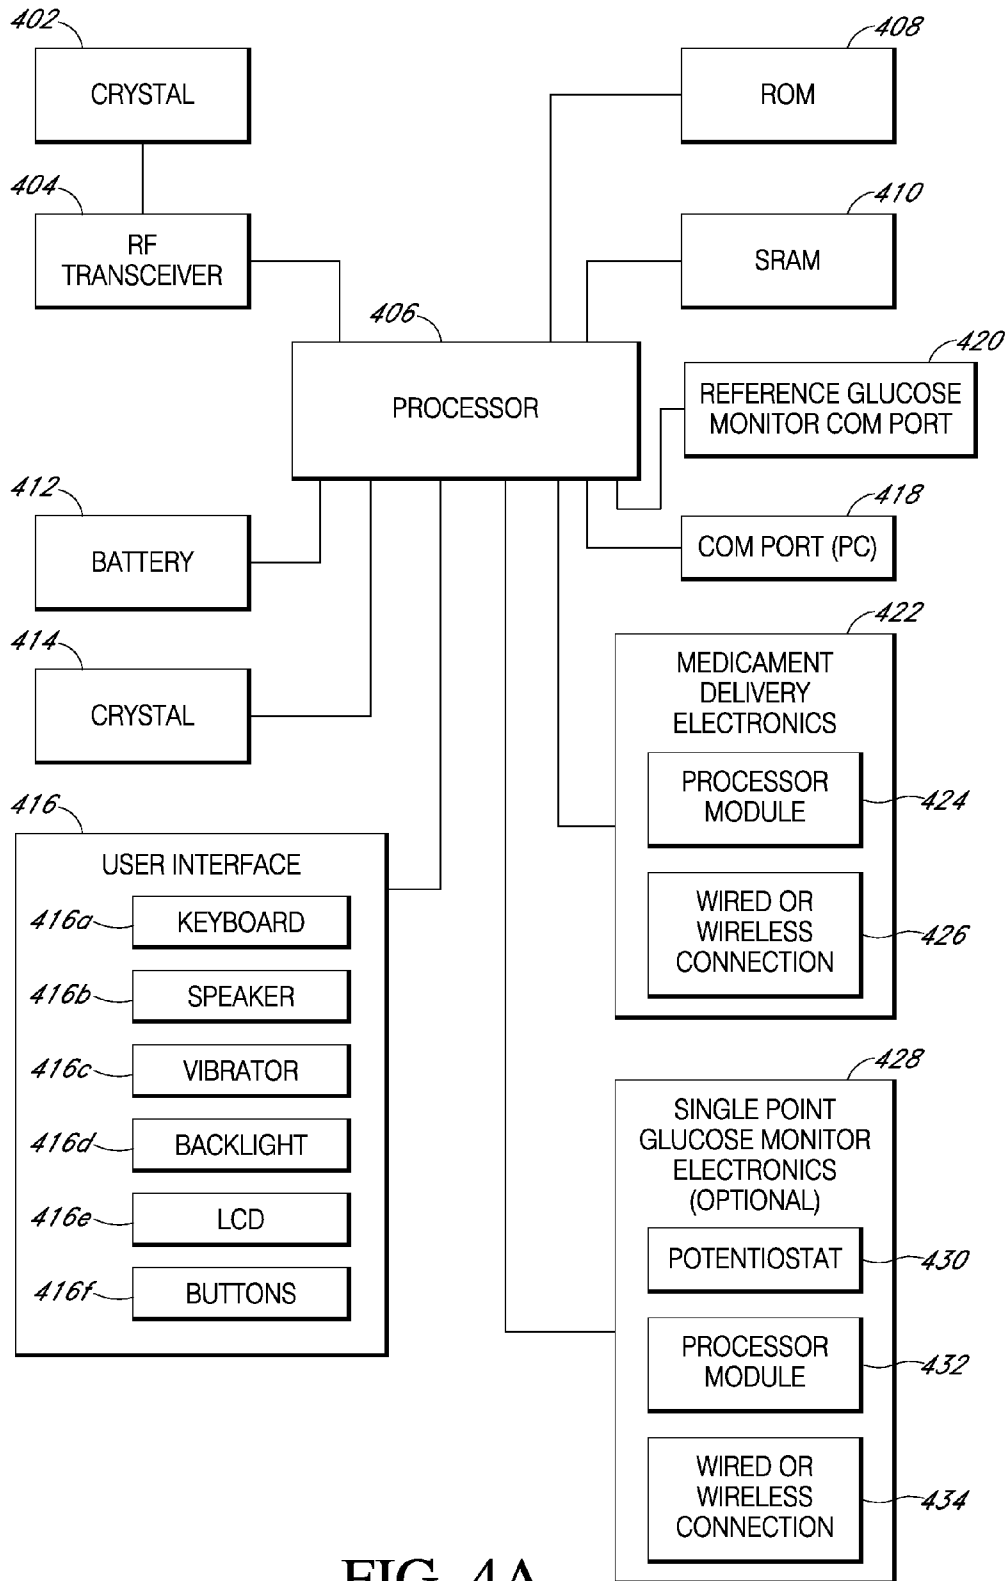 402
CRYSTAL
408
ROM
404
RF
TRANSCEIVER
410
SRAM
406
PROCESSOR
420
REFERENCE GLUCOSE
MONITOR COM PORT
412
BATTERY
418
COM PORT (PC)
414
CRYSTAL
422
MEDICAMENT
DELIVERY
ELECTRONICS
PROCESSOR
MODULE
424
WIRED OR
WIRELESS
CONNECTION
426
416
USER INTERFACE
416a
KEYBOARD
416b
SPEAKER
416c
VIBRATOR
416d
BACKLIGHT
416e
LCD
416f
BUTTONS
428
SINGLE POINT
GLUCOSE MONITOR
ELECTRONICS
(OPTIONAL)
POTENTIOSTAT
430
PROCESSOR
MODULE
432
WIRED OR
WIRELESS
CONNECTION
434
FIG. 4A